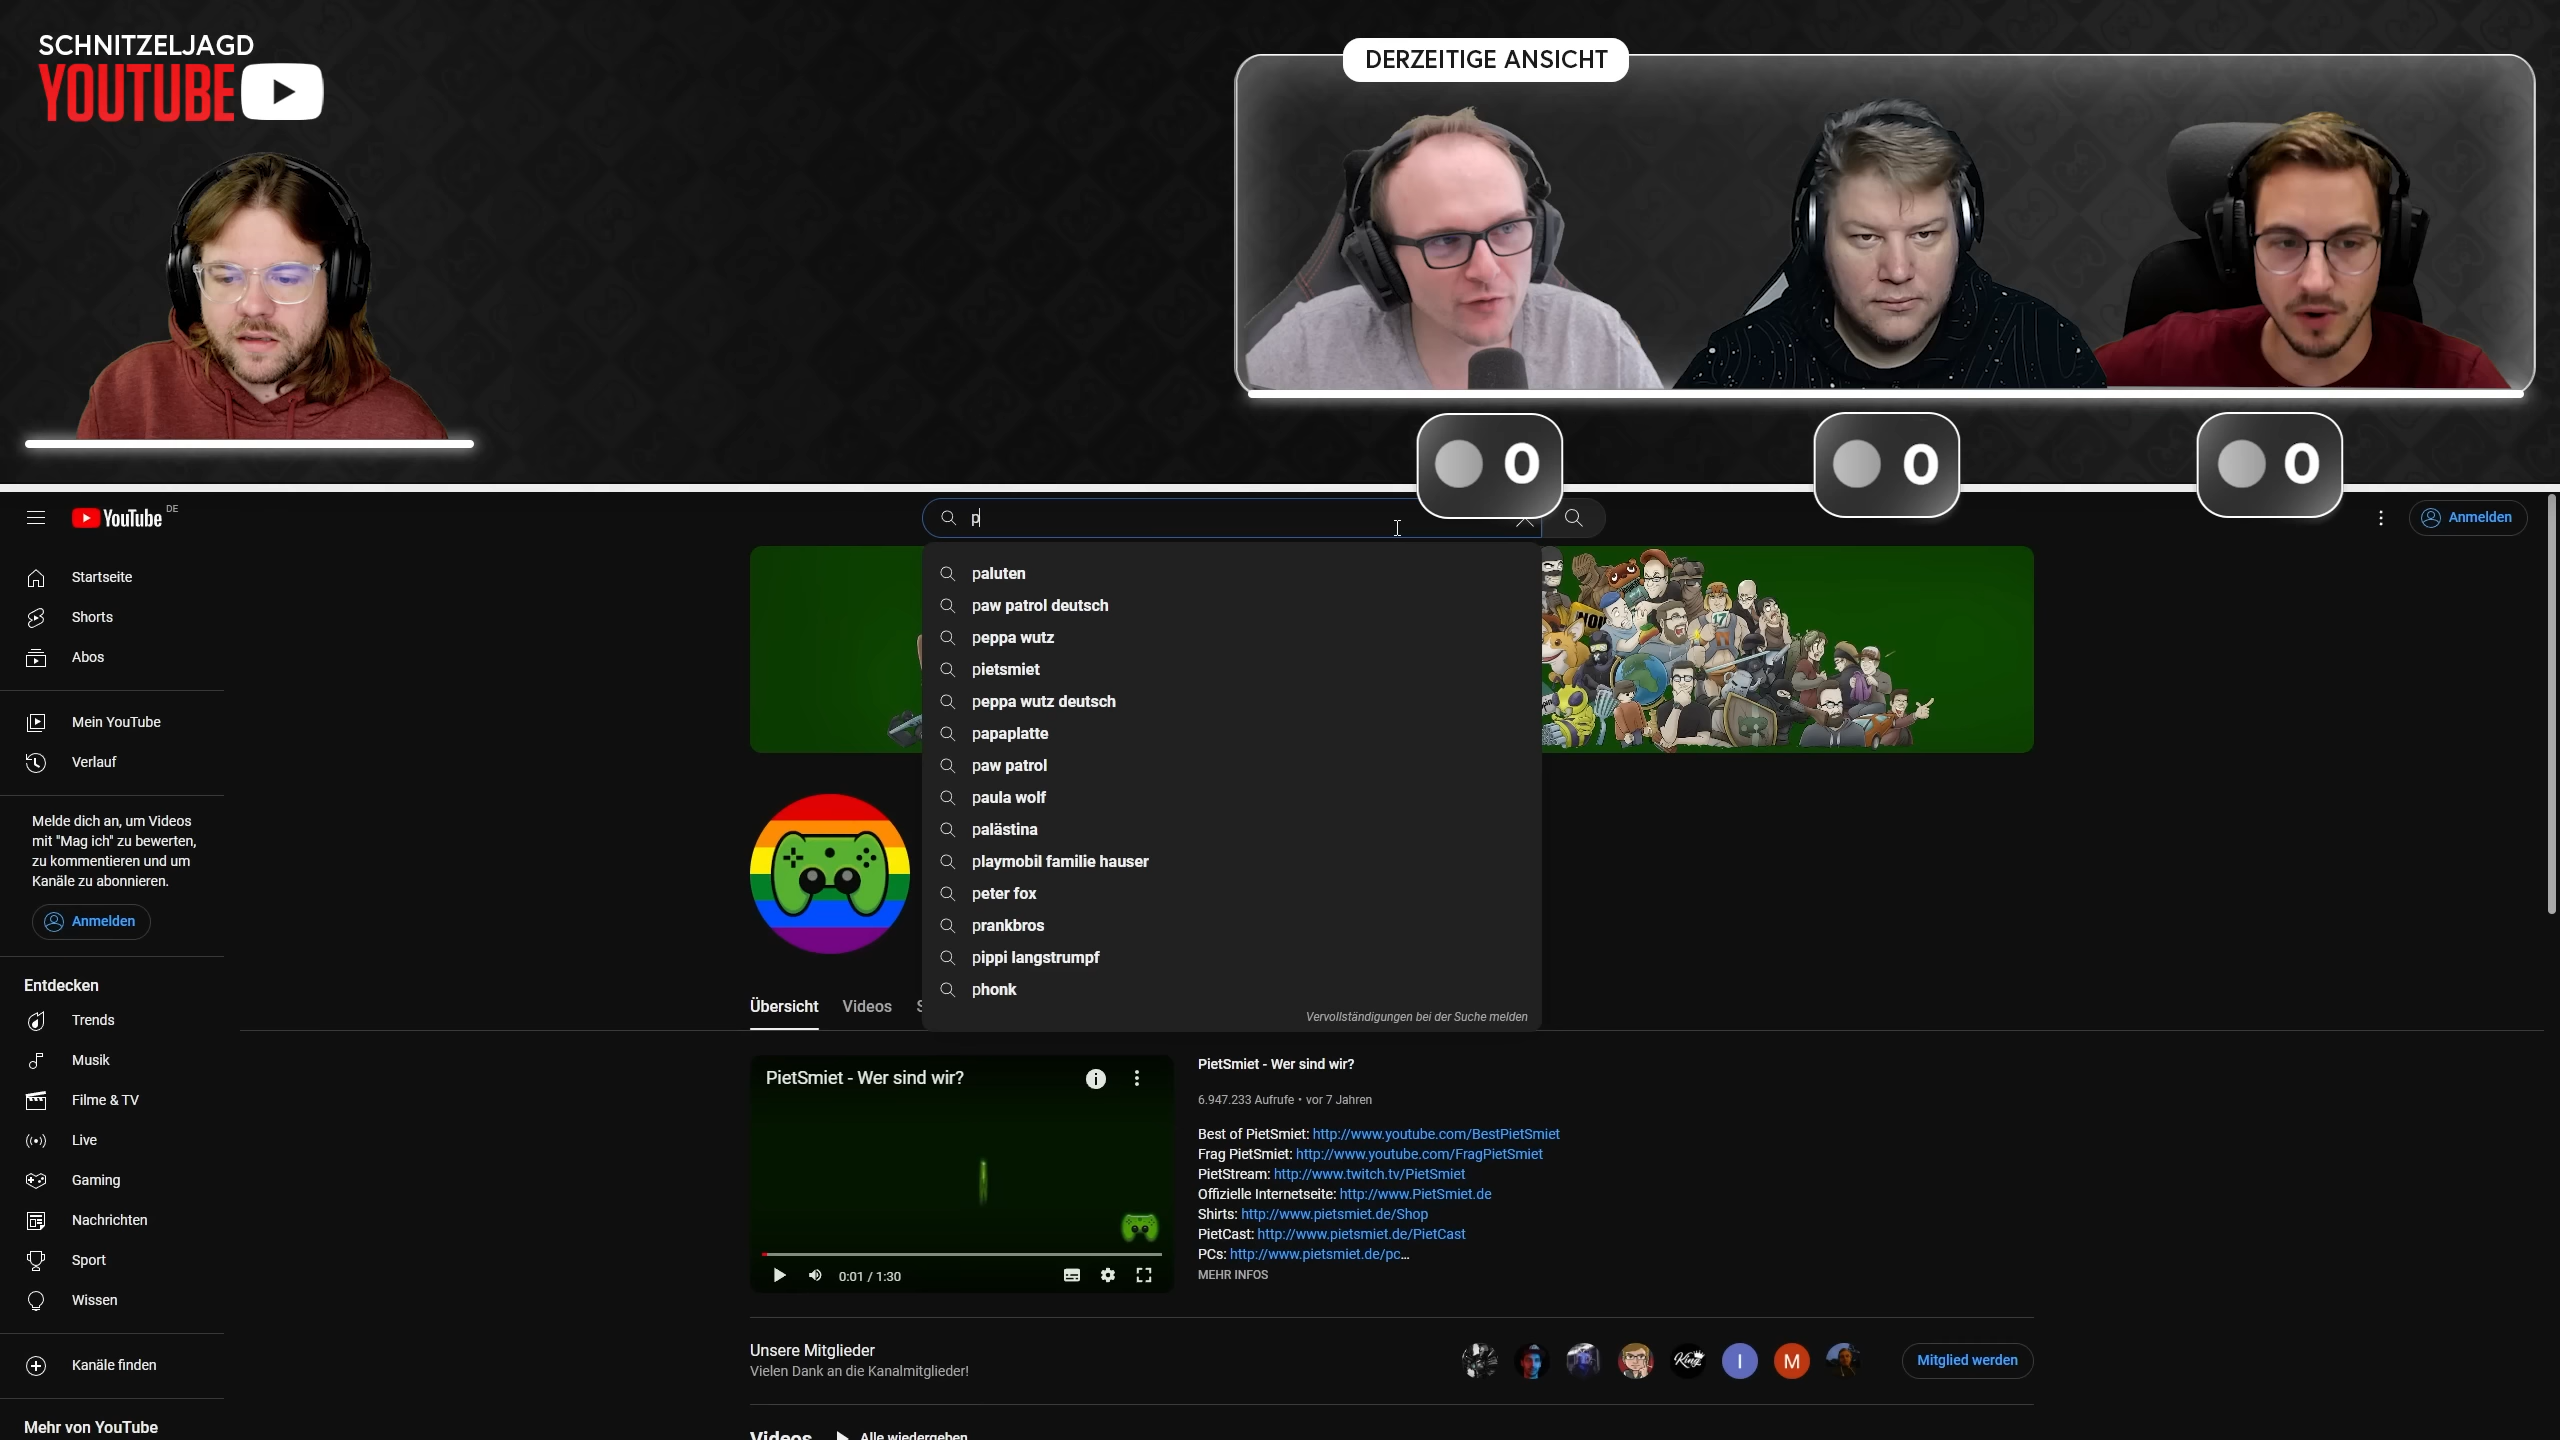 SCHNITZELJAGD
YOUTUBE
DERZEITIGE ANSICHT
0
0
0
YouTube DE
p
Anmelden
Startseite
Shorts
Abos
Mein YouTube
Verlauf
Melde dich an, um Videos
mit "Mag ich" zu bewerten,
zu kommentieren und um
Kanäle zu abonnieren.
Anmelden
Entdecken
Trends
Musik
Filme & TV
Live
Gaming
Nachrichten
Sport
Wissen
Kanäle finden
Mehr von YouTube
paluten
paw patrol deutsch
peppa wutz
pietsmiet
peppa wutz deutsch
papaplatte
paw patrol
paula wolf
palästina
playmobil familie hauser
peter fox
prankbros
pippi langstrumpf
phonk
Vervollständigungen bei der Suche melden
17
Übersicht
Videos
S
PietSmiet - Wer sind wir?
0:01 / 1:30
PietSmiet - Wer sind wir?
6.947.233 Aufrufe • vor 7 Jahren
Best of PietSmiet: http://www.youtube.com/BestPietSmiet
Frag PietSmiet: http://www.youtube.com/FragPietSmiet
PietStream: http://www.twitch.tv/PietSmiet
Offizielle Internetseite: http://www.PietSmiet.de
Shirts: http://www.pietsmiet.de/Shop
PietCast: http://www.pietsmiet.de/PietCast
PCs: http://www.pietsmiet.de/pc...
MEHR INFOS
Unsere Mitglieder
Vielen Dank an die Kanalmitglieder!
King
I
M
Mitglied werden
Videos
Alle wiedergeben